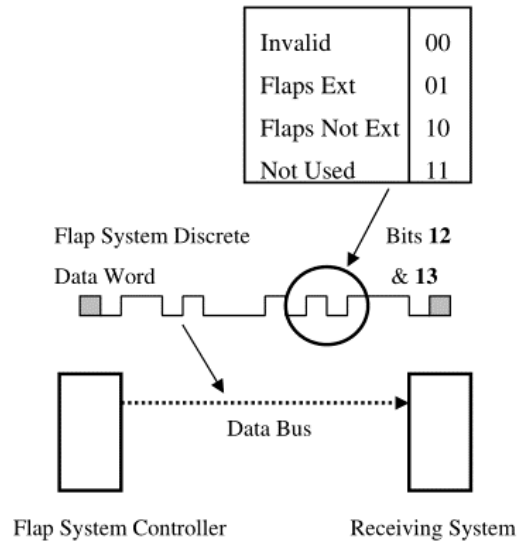 Invalid 00
Flaps Ext 01
Flaps Not Ext 10
Not Used 11
Flap System Discrete Bits 12
Data Word & 13
Data Bus
Flap System Controller Receiving System